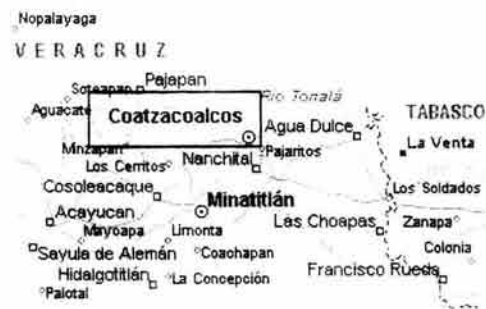 Nopalayaga
VERACRUZ
Soteapan
Pajapan
Rio Tonalá
Aguacate
Coatzacoalcos
TABASCO
Agua Dulce
Minzapan
Pajaritos
La Venta
Los Cerritos
Nanchital
Cosoleacaque
Los Soldados
Minatitlán
Acayucan
Las Choapas
Zanapa
Mayoapa
Limonta
Sayula de Alemán
Coachapan
Colonia
Hidalgotitlán
La Concepción
Francisco Rueda
Palotal